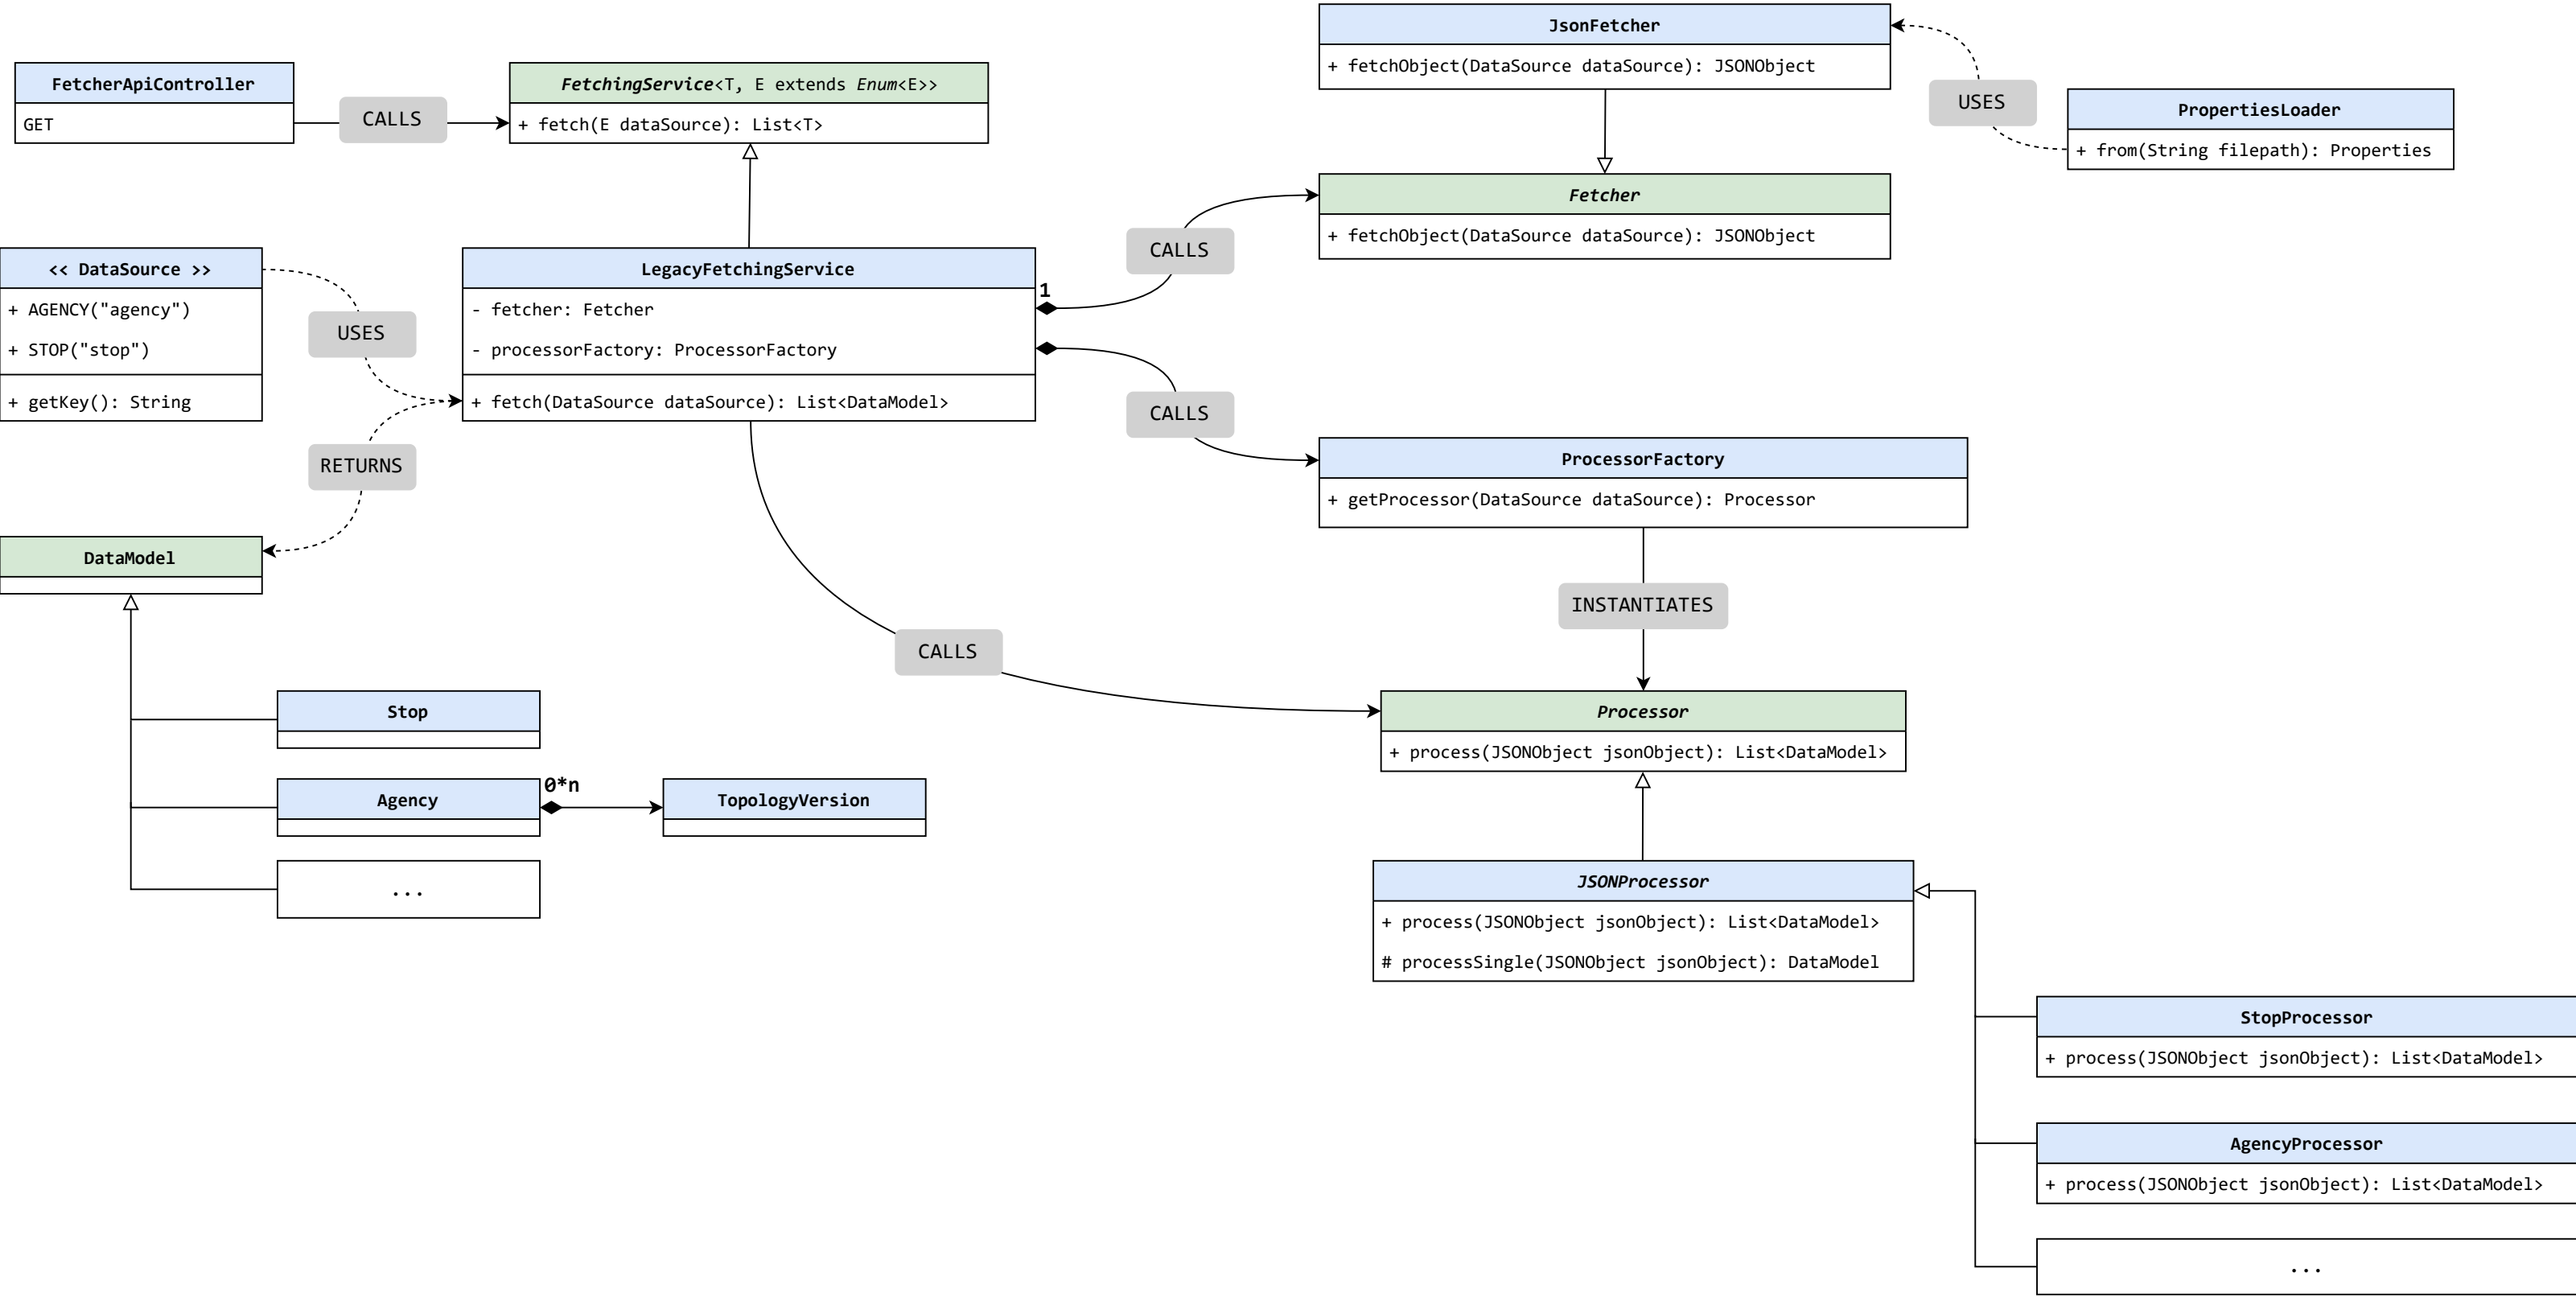 JsonFetcher
+ fetchObject(DataSource dataSource): JSONObject
FetcherApiController
GET
CALLS
FetchingService<T, E extends Enum<E>>
+ fetch(E dataSource): List<T>
USES
PropertiesLoader
+ from(String filepath): Properties
Fetcher
+ fetchObject(DataSource dataSource): JSONObject
<< DataSource >>
+ AGENCY("agency")
+ STOP("stop")
+ getKey(): String
USES
RETURNS
LegacyFetchingService
- fetcher: Fetcher
- processorFactory: ProcessorFactory
+ fetch(DataSource dataSource): List<DataModel>
1
CALLS
CALLS
ProcessorFactory
+ getProcessor(DataSource dataSource): Processor
DataModel
INSTANTIATES
CALLS
Processor
+ process(JSONObject jsonObject): List<DataModel>
Stop
Agency
0*n
TopologyVersion
...
JSONProcessor
+ process(JSONObject jsonObject): List<DataModel>
# processSingle(JSONObject jsonObject): DataModel
StopProcessor
+ process(JSONObject jsonObject): List<DataModel>
AgencyProcessor
+ process(JSONObject jsonObject): List<DataModel>
...